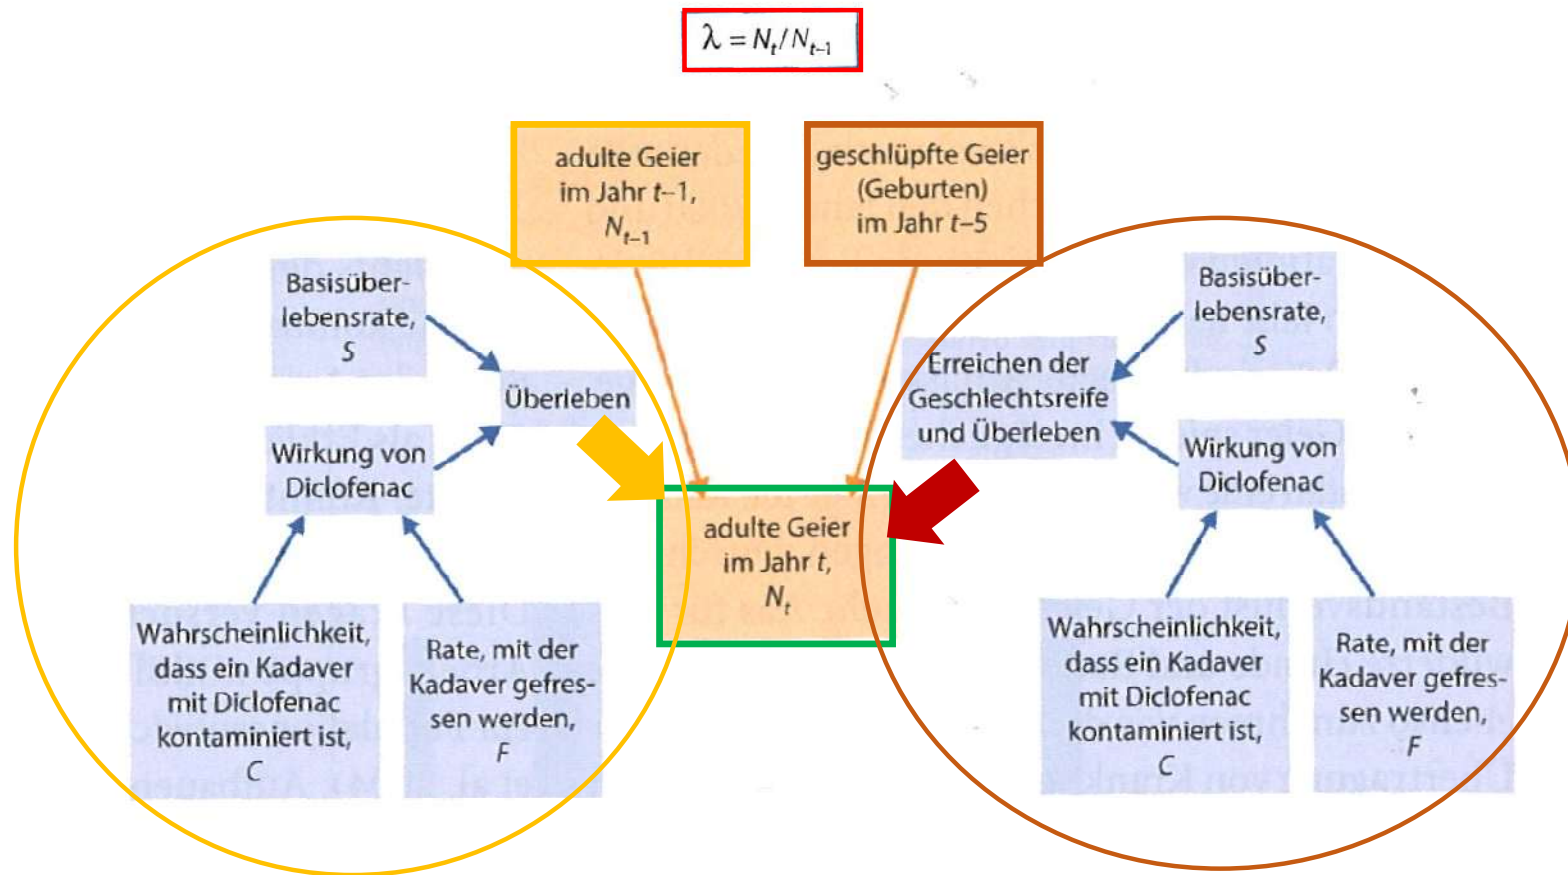 λ = Nt/Nt–1
adulte Geier
im Jahr t–1,
Nt–1
geschlüpfte Geier
(Geburten)
im Jahr t–5
Basisüber-
lebensrate,
S
Überleben
Wirkung von
Diclofenac
Wahrscheinlichkeit,
dass ein Kadaver
mit Diclofenac
kontaminiert ist,
C
Rate, mit der
Kadaver gefres-
sen werden,
F
adulte Geier
im Jahr t,
Nt
Erreichen der
Geschlechtsreife
und Überleben
Basisüber-
lebensrate,
S
Wirkung von
Diclofenac
Wahrscheinlichkeit,
dass ein Kadaver
mit Diclofenac
kontaminiert ist,
C
Rate, mit der
Kadaver gefres-
sen werden,
F